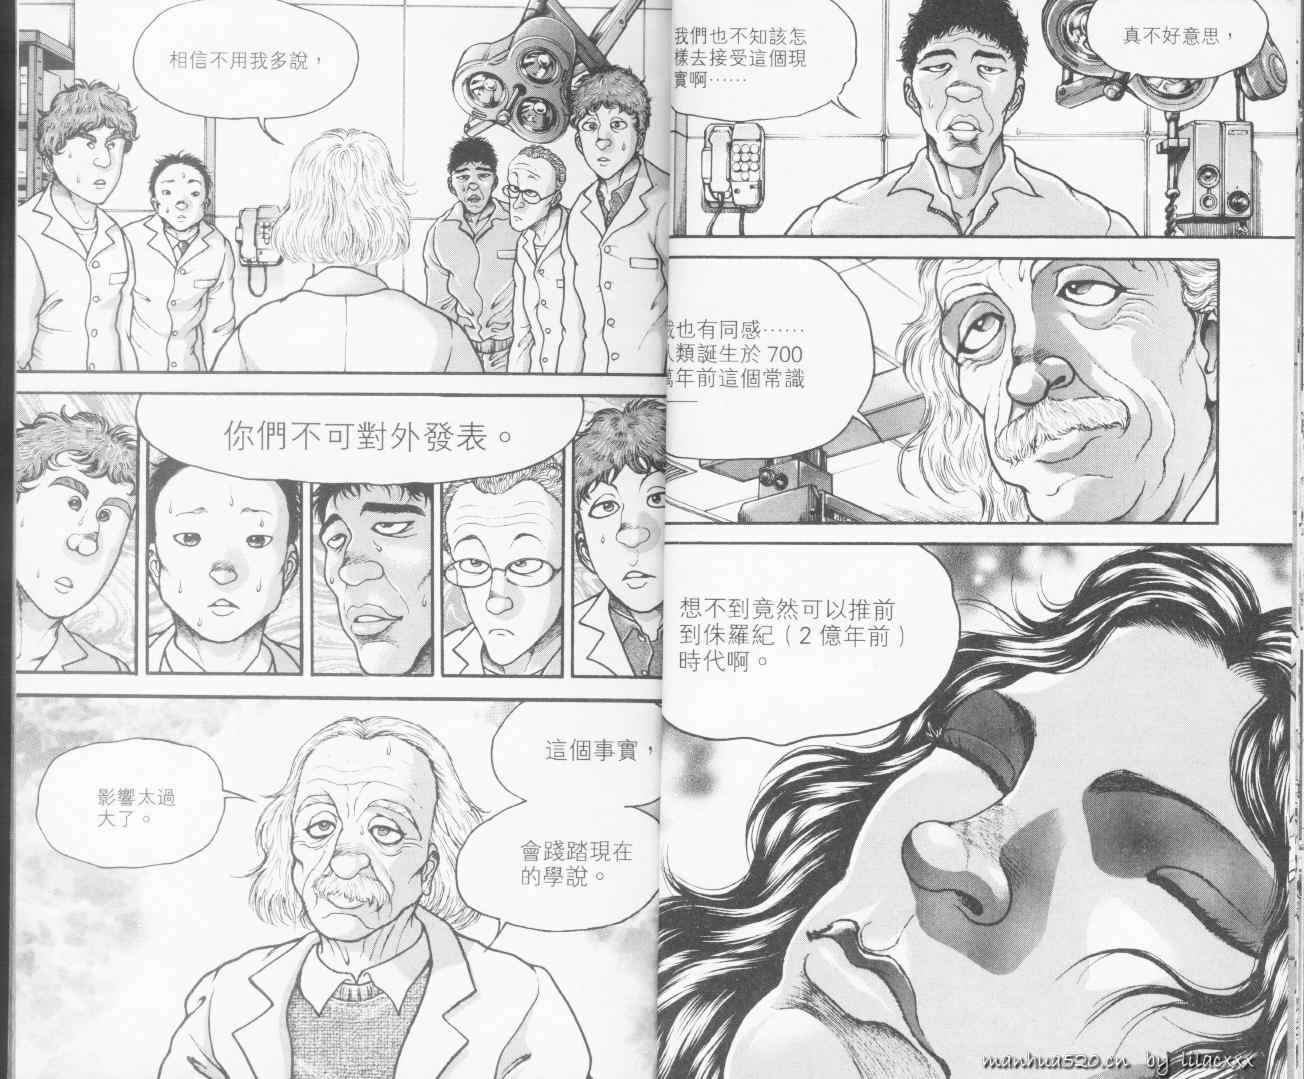 真不好意思，
我們也不知該怎
樣去接受這個現
實啊……
也有同感……
類誕生於 700
年前這個常識
——
想不到竟然可以推前
到侏羅紀（2 億年前）
時代啊。
相信不用我多說，
你們不可對外發表。
這個事實，
會踐踏現在
的學說。
影響太過
大了。
manhua520.cn by lilacxxx